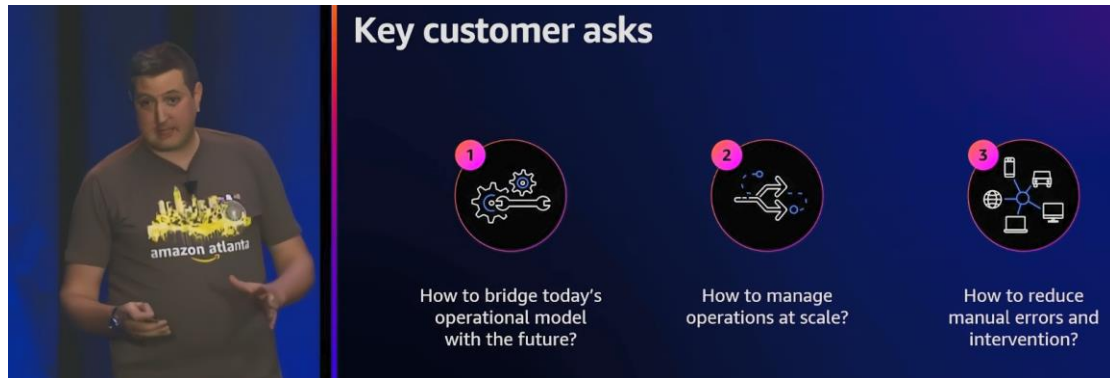 Key customer asks
amazon atlanta
1
2
3
How to bridge today's
operational model
with the future?
How to manage
operations at scale?
How to reduce
manual errors and
intervention?